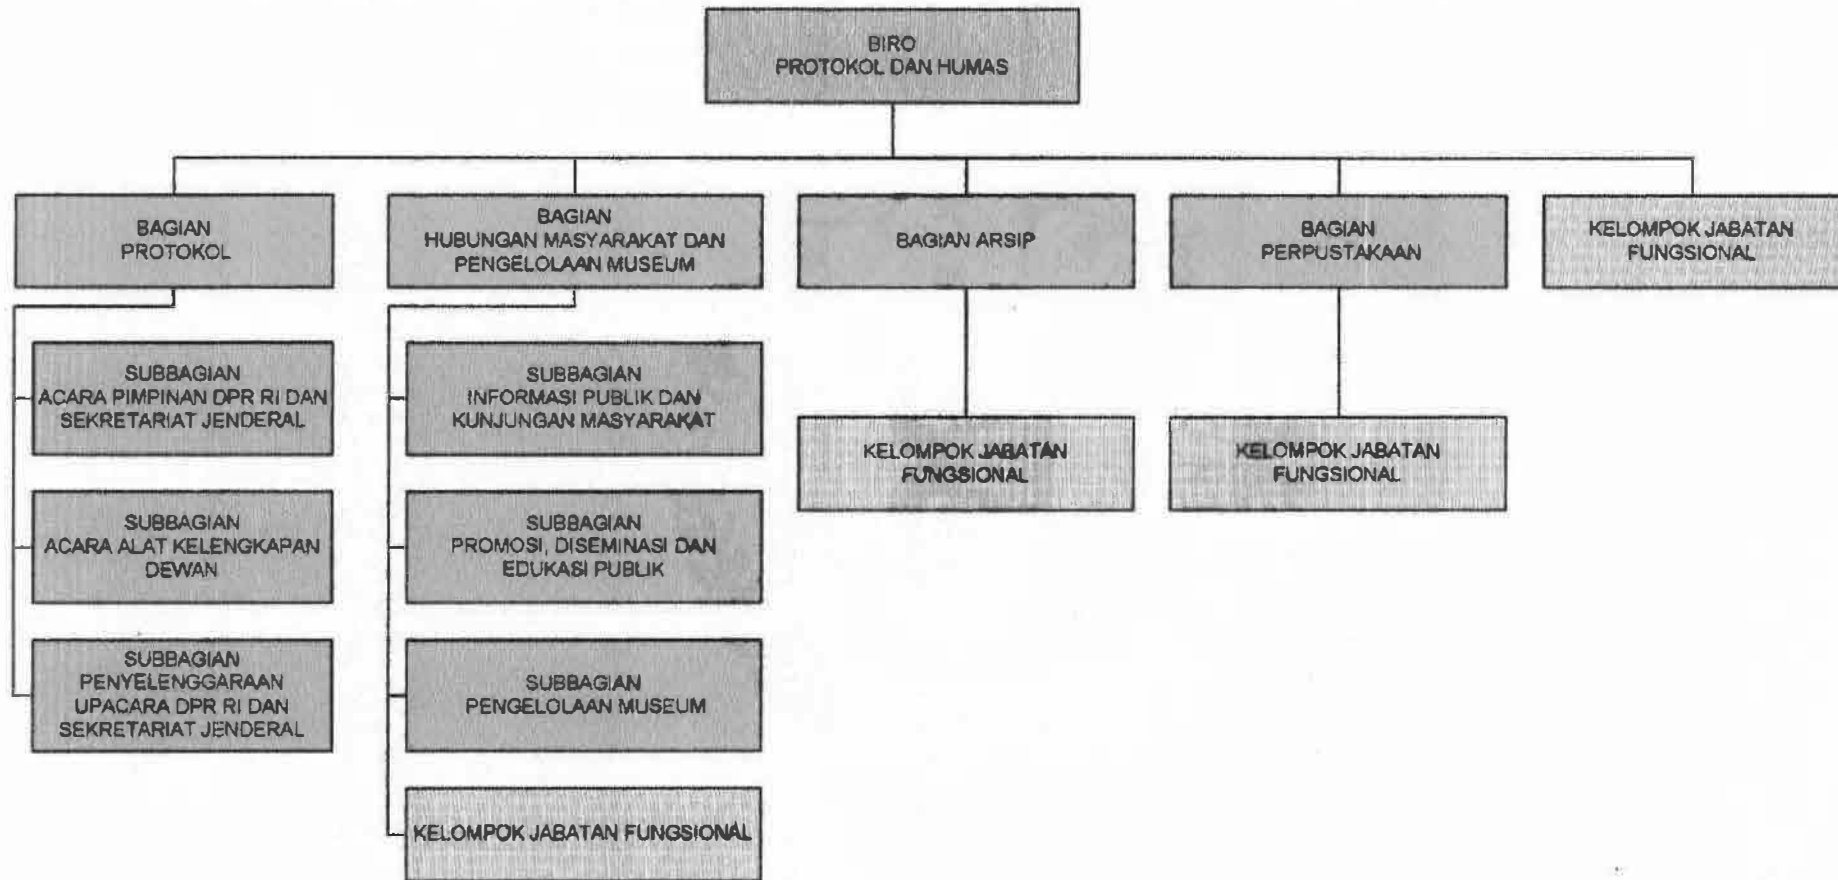 BIRO
PROTOKOL DAN HUMAS
BAGIAN
PROTOKOL
SUBBAGIAN
ACARA PIMPINAN DPR RI DAN
SEKRETARIAT JENDERAL
SUBBAGIAN
ACARA ALAT KELENGKAPAN
DEWAN
SUBBAGIAN
PENYELENGGARAAN
UPACARA DPR RI DAN
SEKRETARIAT JENDERAL
BAGIAN
HUBUNGAN MASYARAKAT DAN
PENGELOLAAN MUSEUM
SUBBAGIAN
INFORMASI PUBLIK DAN
KUNJUNGAN MASYARAKAT
SUBBAGIAN
PROMOSI, DISEMINASI DAN
EDUKASI PUBLIK
SUBBAGIAN
PENGELOLAAN MUSEUM
KELOMPOK JABATAN FUNGSIONAL
BAGIAN ARSIP
KELOMPOK JABATAN
FUNGSIONAL
BAGIAN
PERPUSTAKAAN
KELOMPOK JABATAN
FUNGSIONAL
KELOMPOK JABATAN
FUNGSIONAL